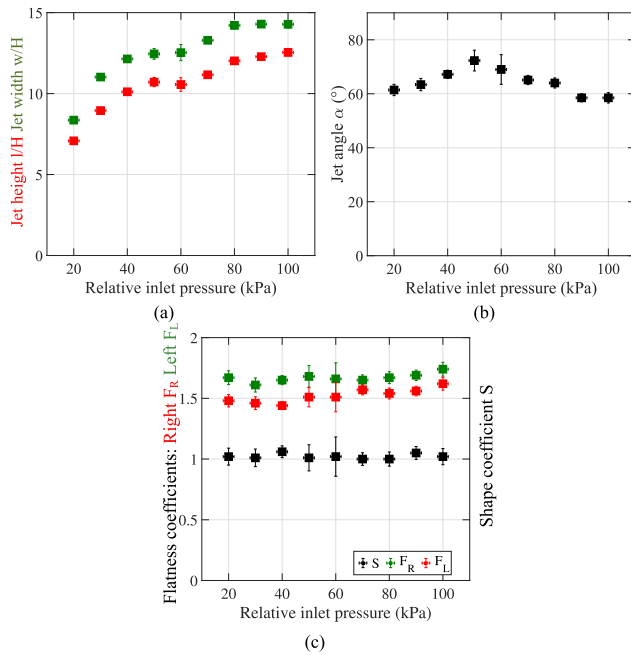 15
10
5
0
20
40
60
80
100
Jet height l/H Jet width w/H
Relative inlet pressure (kPa)
(a)
80
60
40
20
0
20
40
60
80
100
Jet angle α (°)
Relative inlet pressure (kPa)
(b)
2
1.5
1
0.5
0
20
40
60
80
100
Flatness coefficients: Right F_R Left F_L
Shape coefficient S
S F_R F_L
Relative inlet pressure (kPa)
(c)